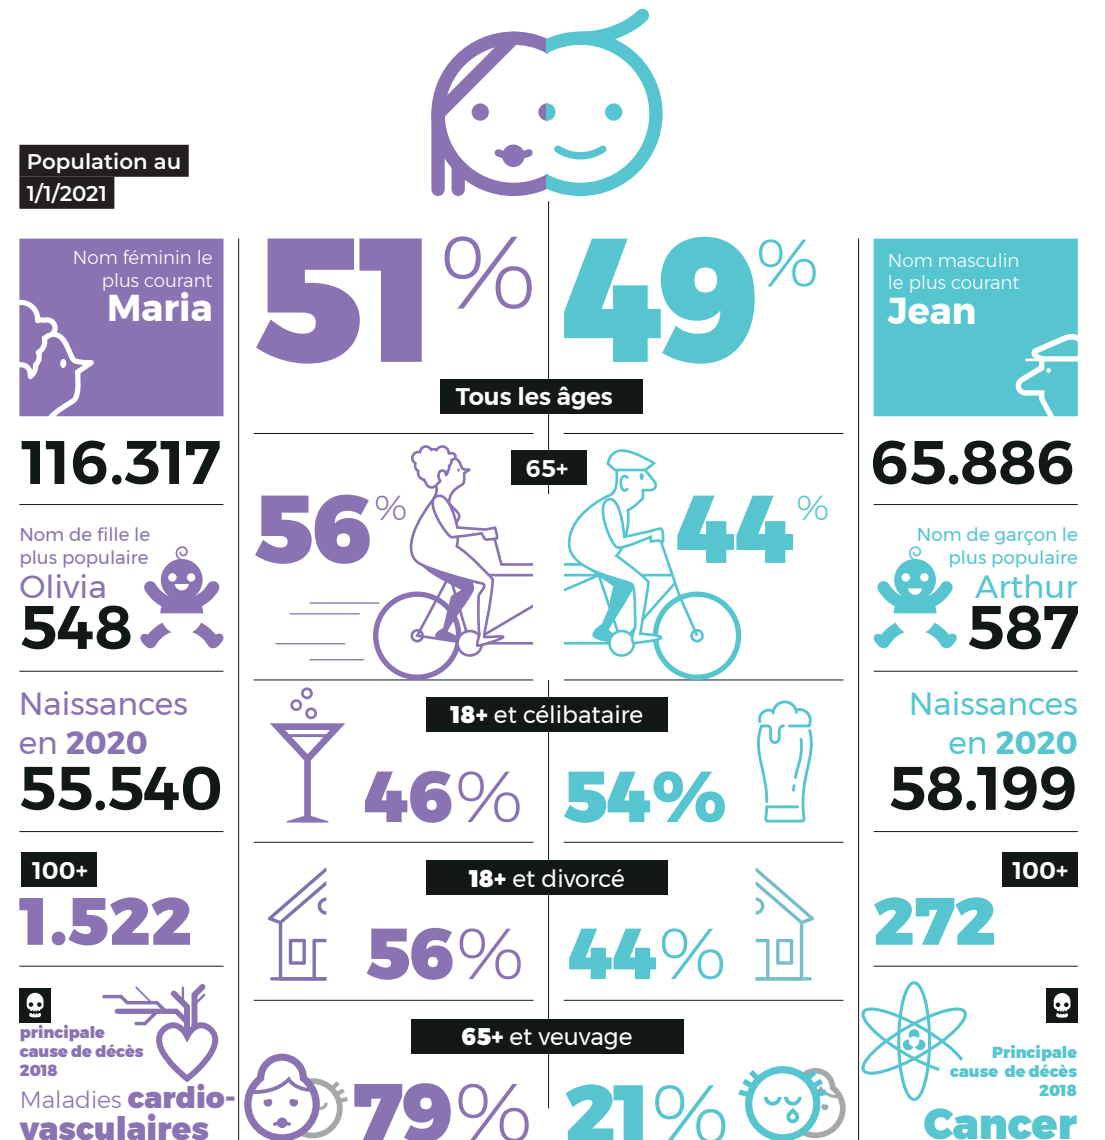 Population au
1/1/2021
Nom féminin le
plus courant
Maria
116.317
Nom de fille le
plus populaire
Olivia
548
Naissances
en 2020
55.540
100+
1.522
principale
cause de décès
2018
Maladies cardio-
vasculaires
51%
49%
Tous les âges
65+
56%
44%
18+ et célibataire
46%
54%
18+ et divorcé
56%
44%
65+ et veuvage
79%
21%
Nom masculin
le plus courant
Jean
65.886
Nom de garçon le
plus populaire
Arthur
587
Naissances
en 2020
58.199
100+
272
Principale
cause de décès
2018
Cancer